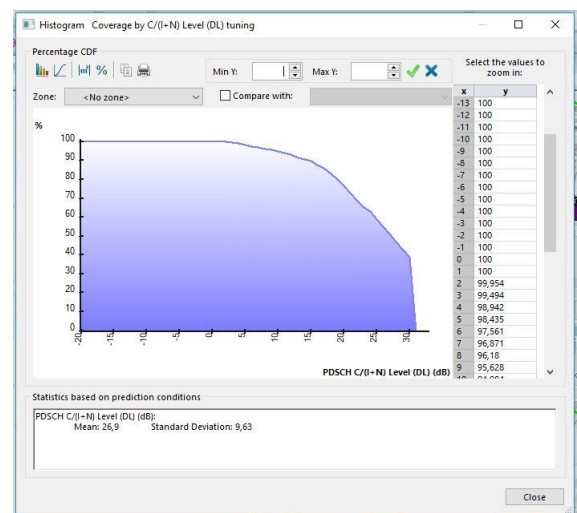 Histogram Coverage by C/(I+N) Level (DL) tuning
Percentage CDF
% Min Y: Max Y:
Select the values to zoom in:
Zone: <No zone> Compare with:
x y
-13 100
-12 100
-11 100
-10 100
-9 100
-8 100
-7 100
-6 100
-5 100
-4 100
-3 100
-2 100
-1 100
0 100
1 100
2 99,954
3 99,494
4 98,942
5 98,435
6 97,561
7 96,871
8 96,18
9 95,628
%
100
90
80
70
60
50
40
30
20
10
0
-20 -15 -10 -5 0 5 10 15 20 25 30
PDSCH C/(I+N) Level (DL) (dB)
Statistics based on prediction conditions
PDSCH C/(I+N) Level (DL) (dB):
Mean: 26,9 Standard Deviation: 9,63
Close